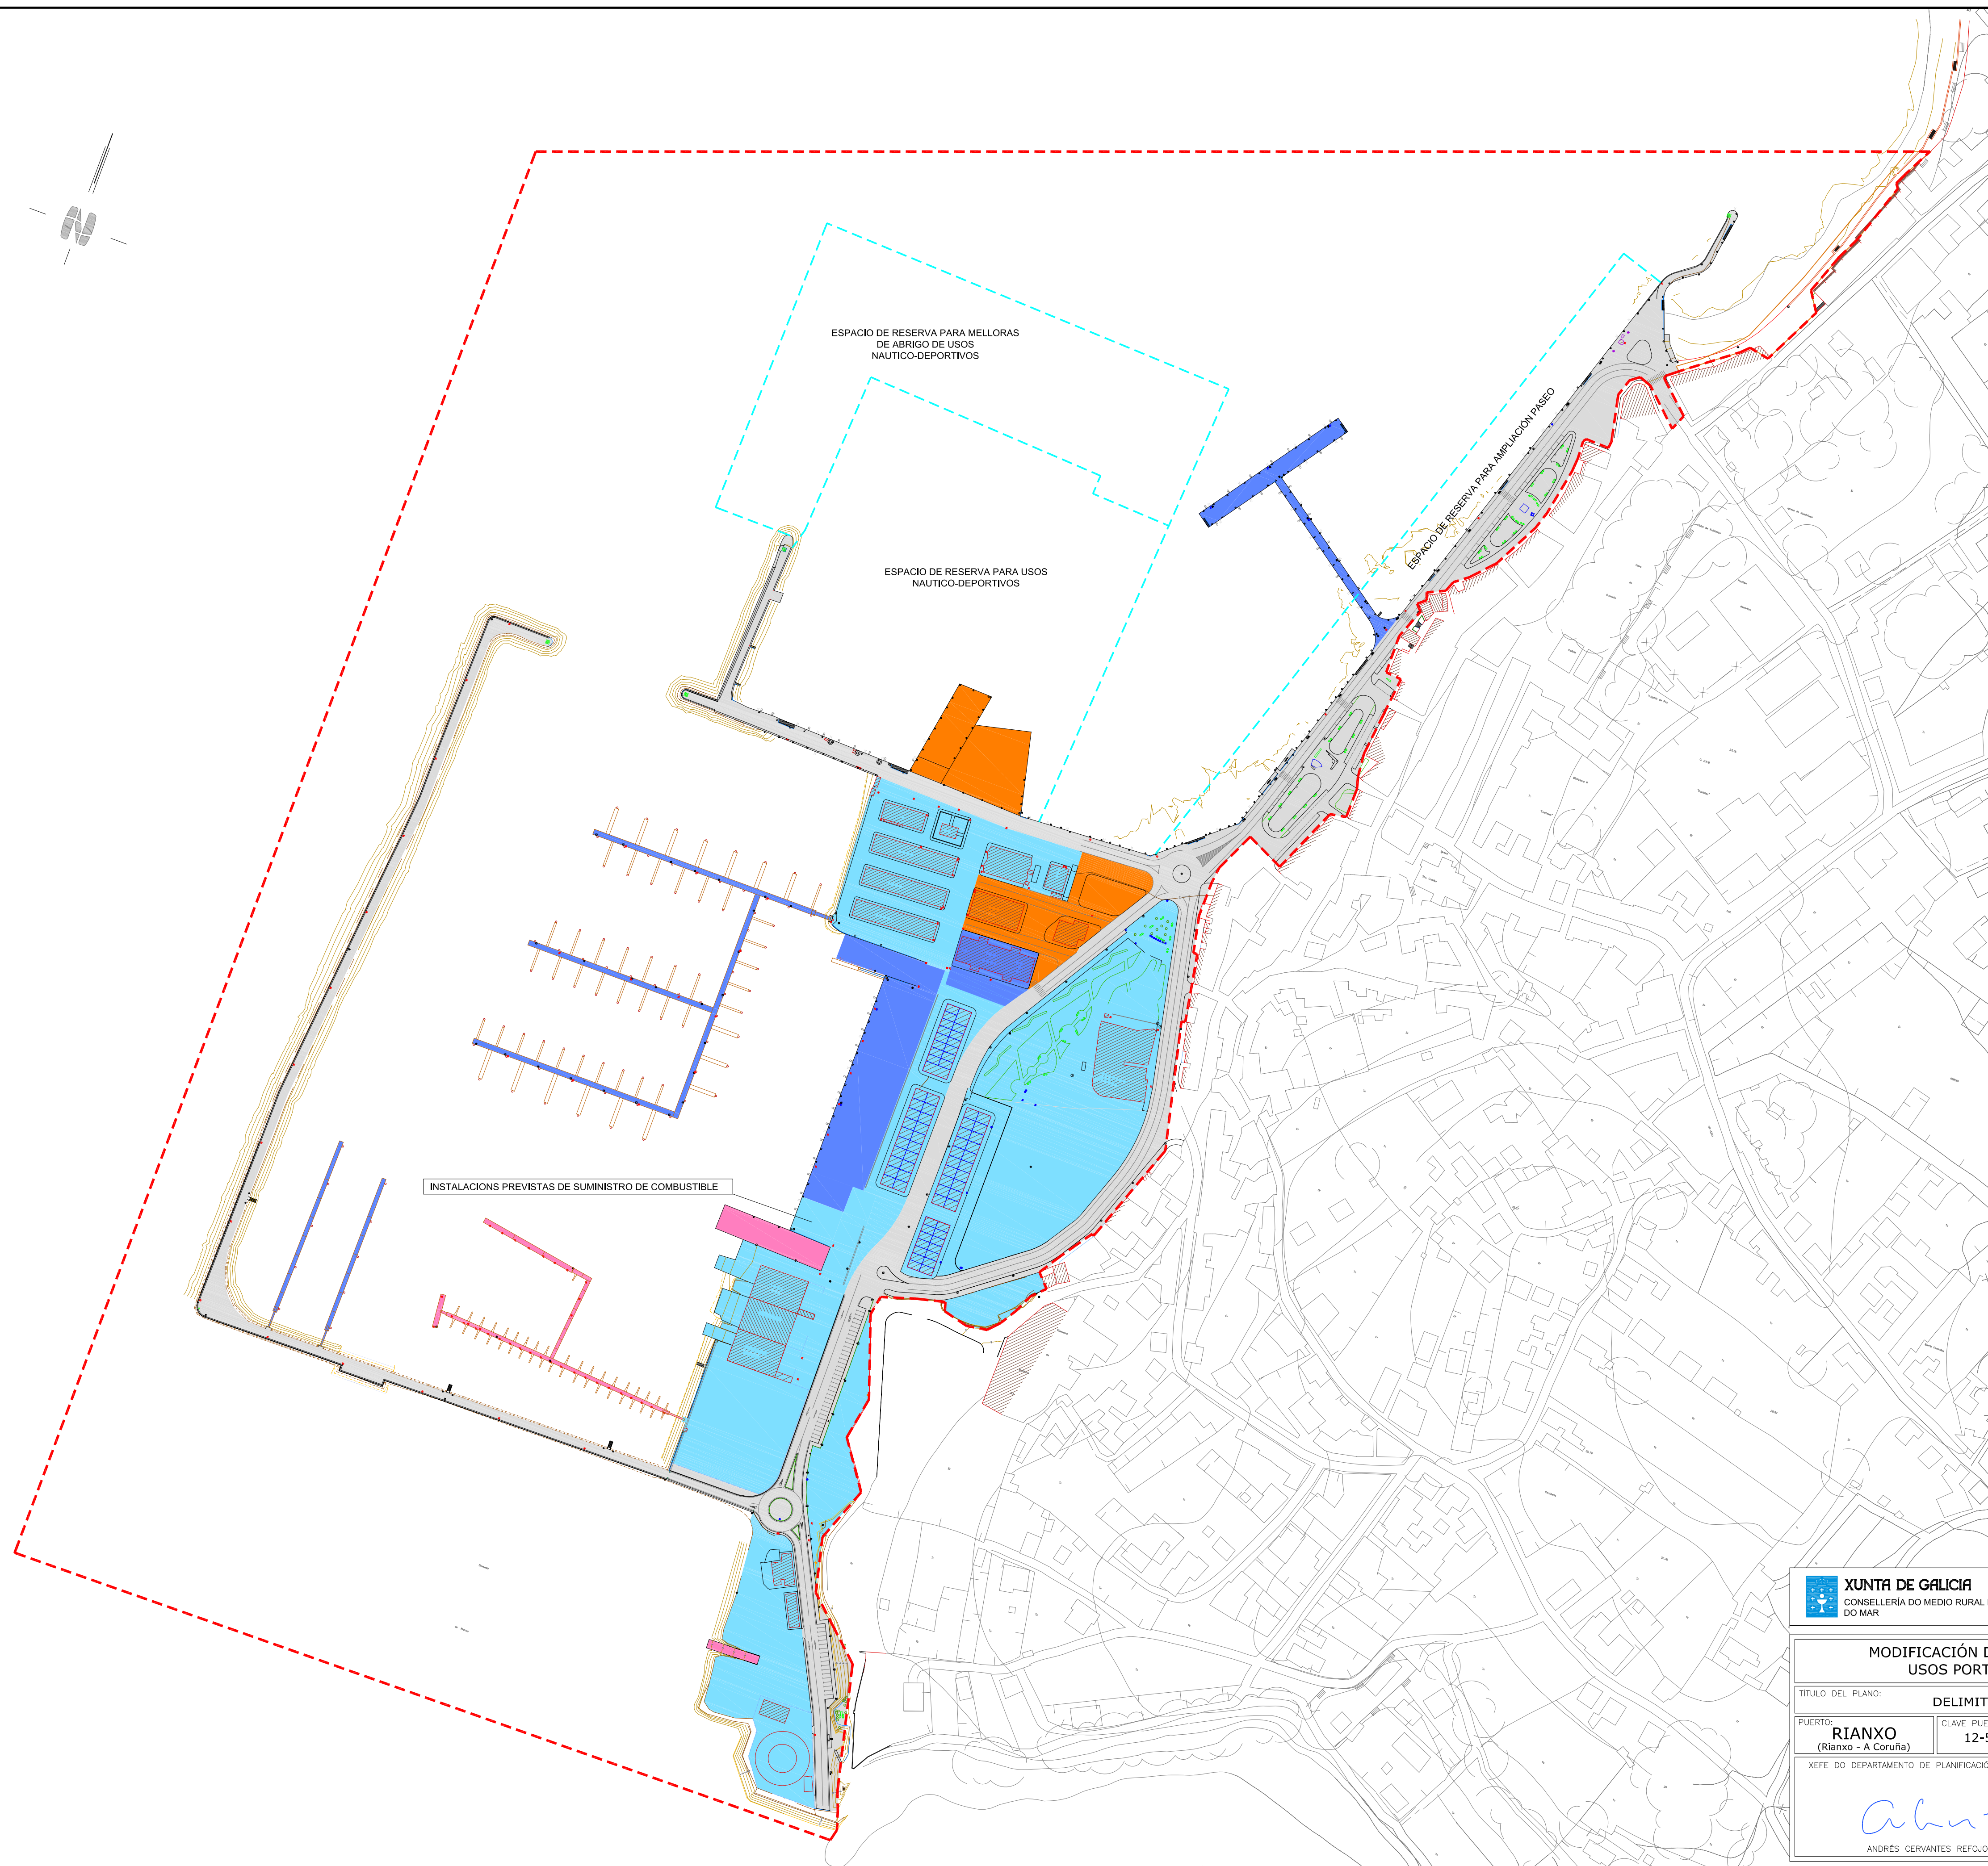 ESPACIO DE RESERVA PARA MELLORAS
DE ABRIGO DE USOS
NAUTICO-DEPORTIVOS
ESPACIO DE RESERVA PARA AMPLIACIÓN PASEO
ESPACIO DE RESERVA PARA USOS
NAUTICO-DEPORTIVOS
INSTALACIONS PREVISTAS DE SUMINISTRO DE COMBUSTIBLE
XUNTA DE GALICIA
CONSELLERÍA DO MEDIO RURAL
DO MAR
MODIFICACIÓN D
USOS PORT
TÍTULO DEL PLANO:
DELIMIT
PUERTO:
RIANXO
(Rianxo - A Coruña)
CLAVE PUE
12-5
XEFE DO DEPARTAMENTO DE PLANIFICACIÓ
ANDRÉS CERVANTES REFOJO